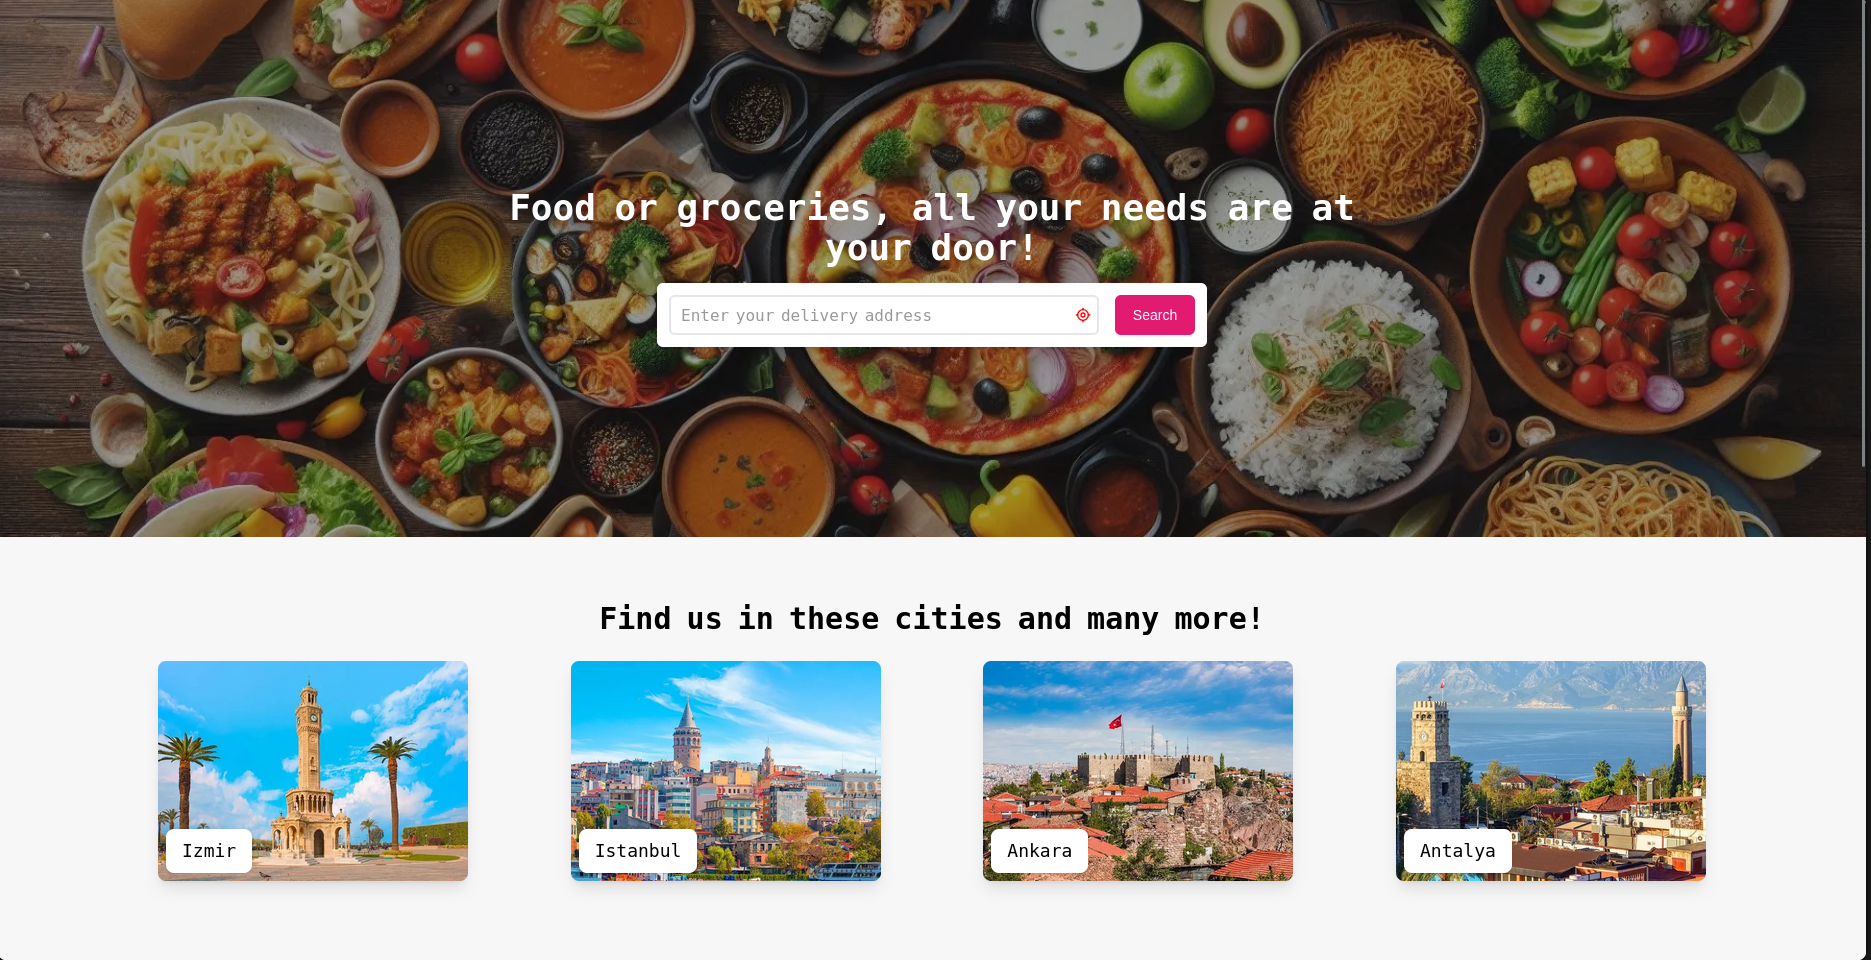 Food or groceries, all your needs are at
your door!
Enter your delivery address
Search
Find us in these cities and many more!
Izmir
Istanbul
Ankara
Antalya